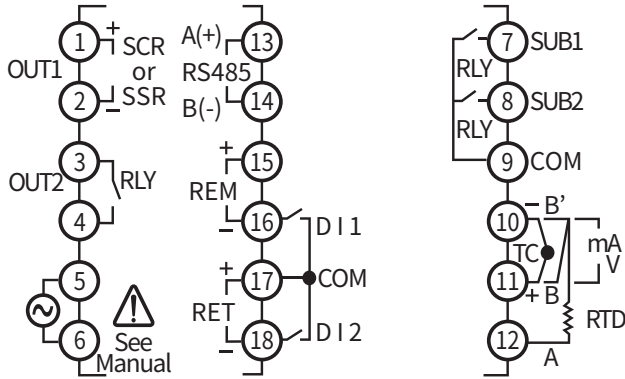 1
+
SCR
or
SSR
OUT1
2
−
3
OUT2
RLY
4
5
6
See
Manual
A(+)
13
RS485
B(-)
14
+
15
REM
−
16
DI1
+
17
COM
RET
−
18
DI2
7
SUB1
RLY
8
SUB2
RLY
9
COM
10
− B'
TC
mA
V
11
+ B
RTD
12
A